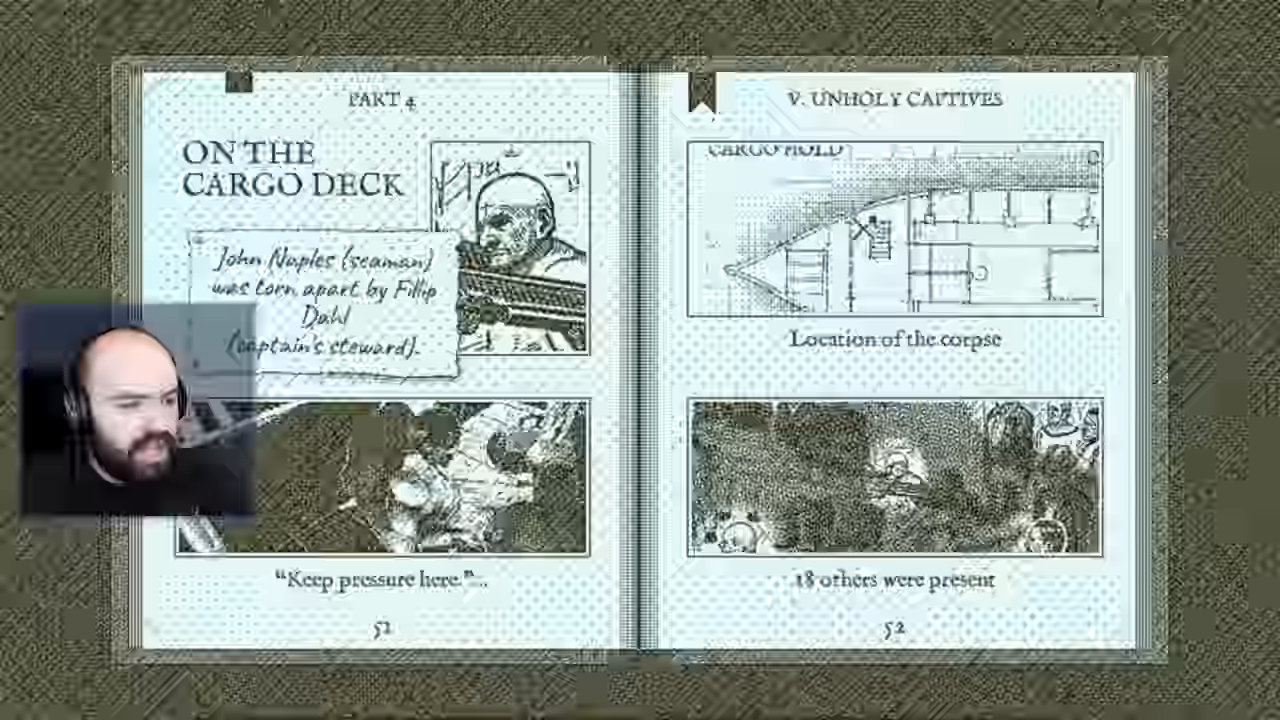 PART 4
ON THE
CARGO DECK
John Naples (seaman)
was torn apart by Fillip
Dahl
(captain's steward).
"Keep pressure here."...
51
V. UNHOLY CAPTIVES
CARGO HOLD
Location of the corpse
18 others were present
52